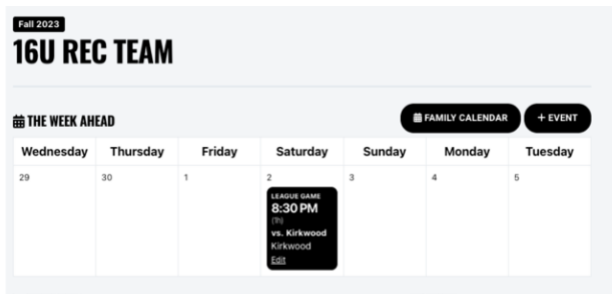 Fall 2023
16U REC TEAM
THE WEEK AHEAD
FAMILY CALENDAR
+ EVENT
Wednesday Thursday Friday Saturday Sunday Monday Tuesday
29 30 1 2 3 4 5
LEAGUE GAME
8:30 PM
(1h)
vs. Kirkwood
Kirkwood
Edit